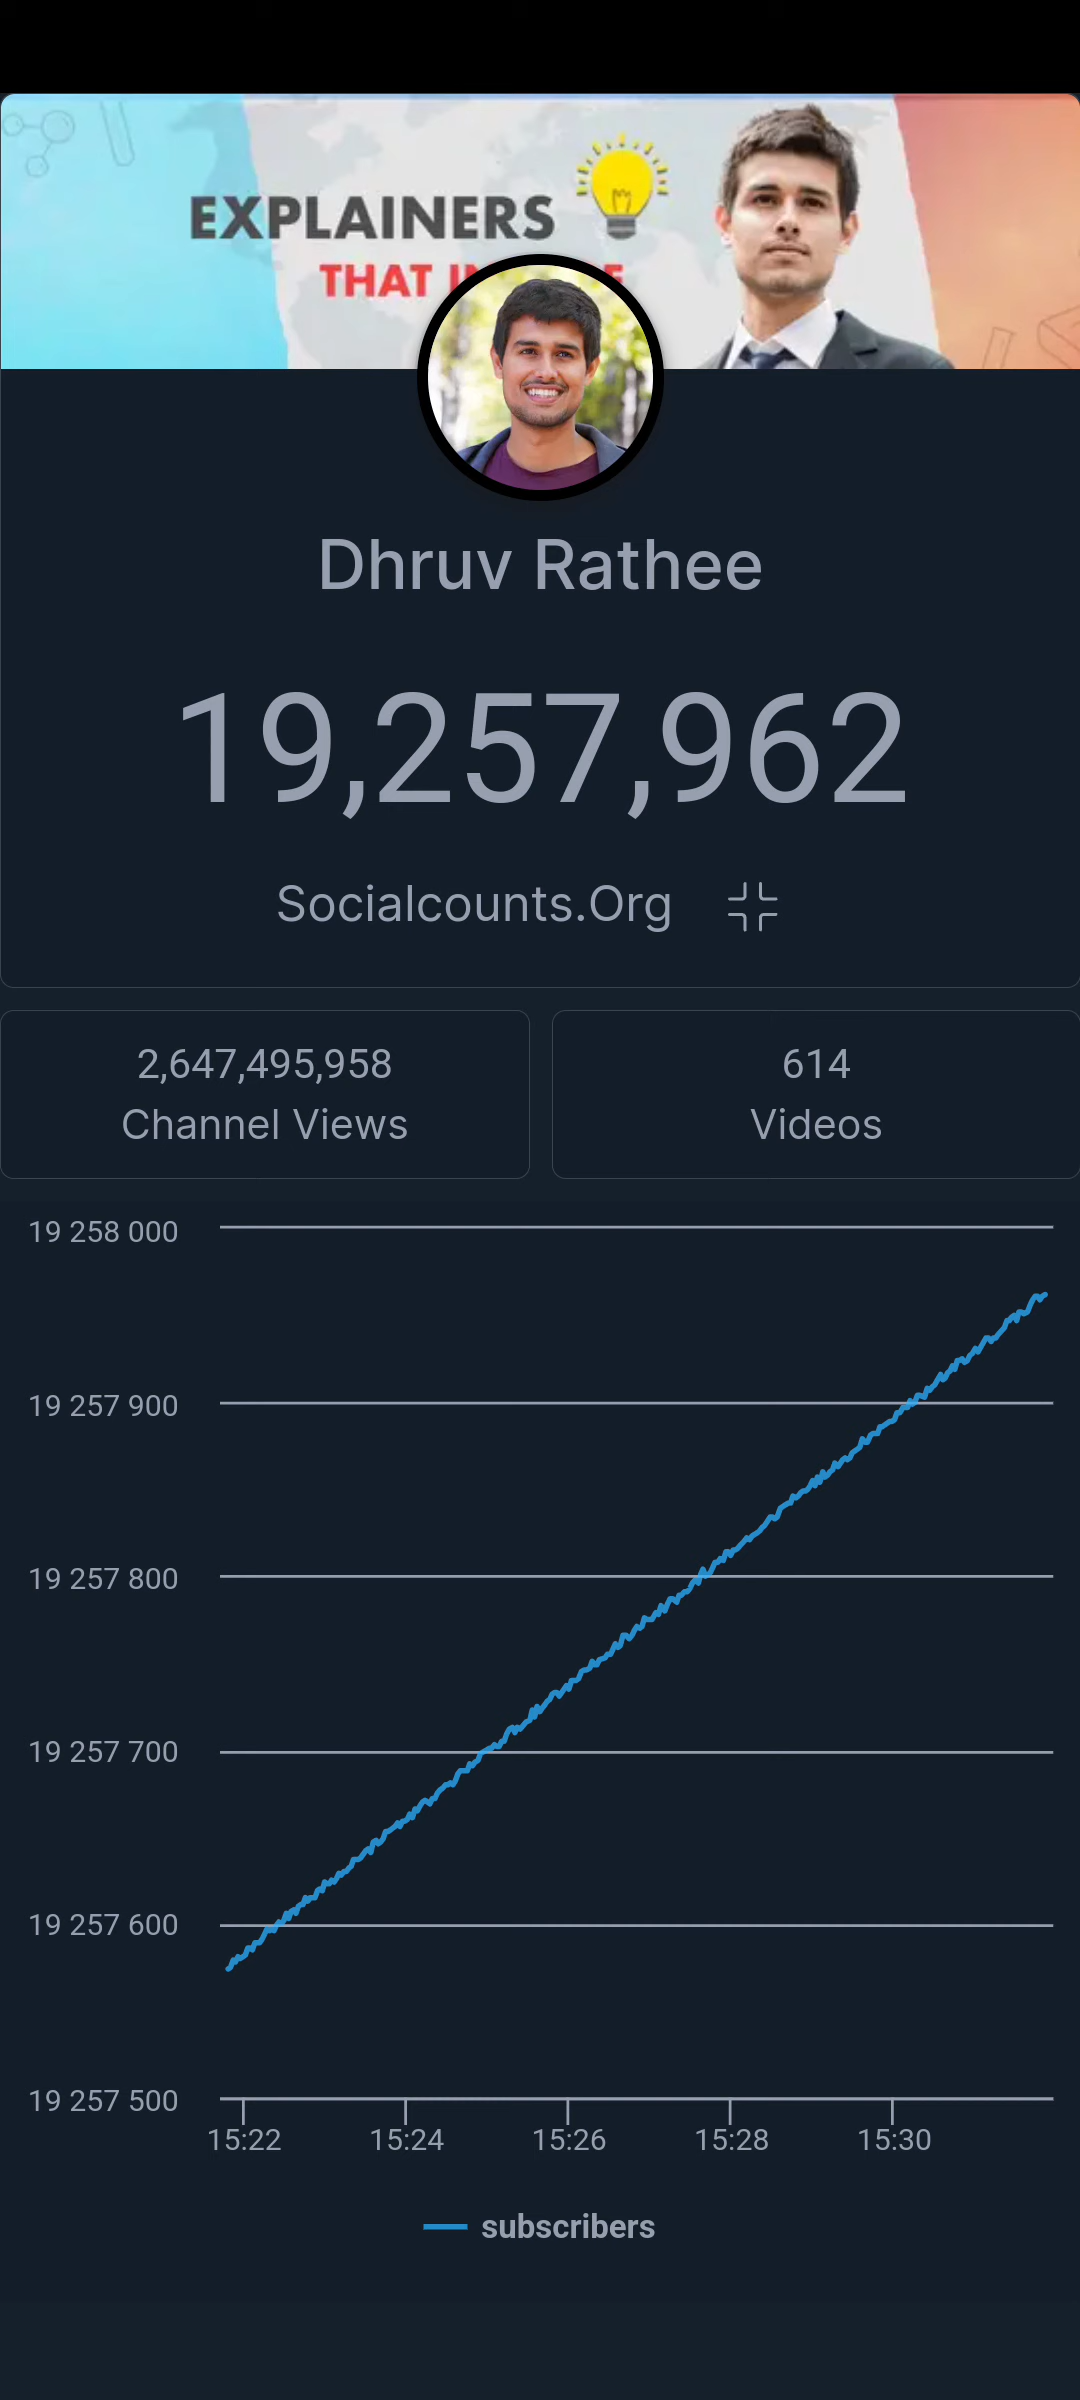 EXPLAINERS
THAT
Dhruv Rathee
19,257,962
Socialcounts.Org
2,647,495,958
Channel Views
614
Videos
19 258 000
19 257 900
19 257 800
19 257 700
19 257 600
19 257 500
15:22 15:24 15:26 15:28 15:30
subscribers